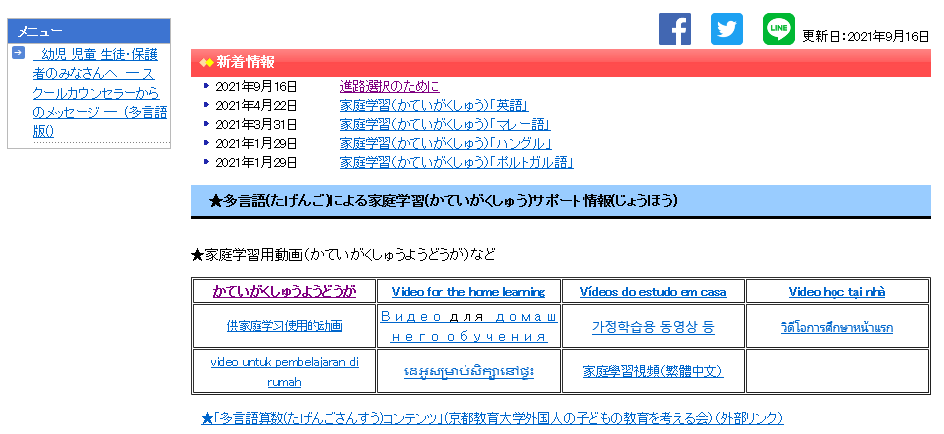 メニュー
幼児 児童 生徒・保護
者のみなさんへ ―ス
クールカウンセラーから
のメッセージ ― (多言語
版()
LINE
更新日:2021年9月16日
新着情報
2021年9月16日 進路選択のために
2021年4月22日 家庭学習(かていがくしゅう)「英語」
2021年3月31日 家庭学習(かていがくしゅう)「マレー語」
2021年1月29日 家庭学習(かていがくしゅう)「ハングル」
2021年1月29日 家庭学習(かていがくしゅう)「ポルトガル語」
★多言語(たげんご)による家庭学習(かていがくしゅう)サポート情報(じょうほう)
★家庭学習用動画(かていがくしゅうようどうが)など
かていがくしゅうようどうが Video for the home learning Vídeos do estudo em casa Video học tại nhà
供家庭学习使用的动画 Видео для домаш 가정학습용 동영상 등 วิดีโอการศึกษาหน้าแรก
него обучения
video untuk pembelajaran di វីដេអូសម្រាប់សិក្សានៅផ្ទះ 家庭學習視頻(繁體中文)
rumah
★「多言語算数(たげんごさんすう)コンテンツ」(京都教育大学外国人の子どもの教育を考える会)(外部リンク)